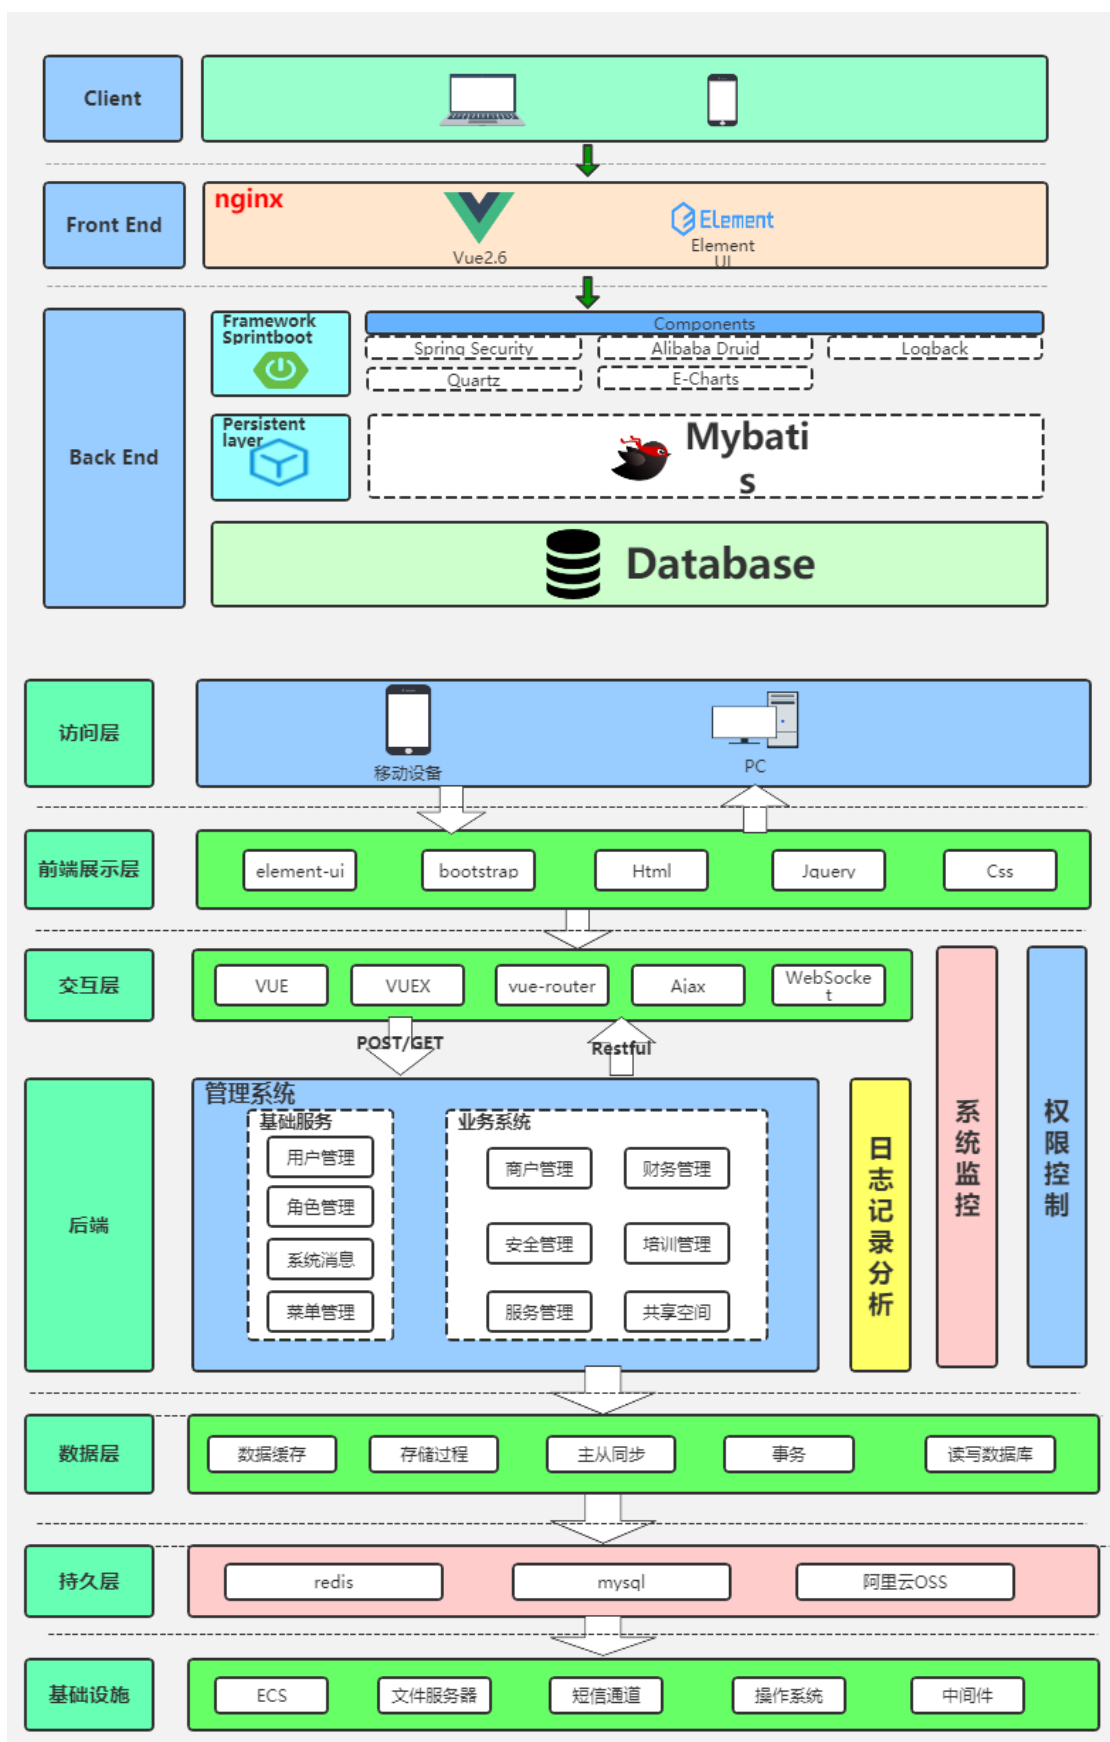 Client
nginx
Front End
Element
Vue2.6
Element
UI
Framework
Sprintboot
Components
Spring Security
Alibaba Druid
Logback
Quartz
E-Charts
Back End
Persistent
layer
Mybati
s
Database
访问层
移动设备
PC
前端展示层
element-ui
bootstrap
Html
Jquery
Css
交互层
VUE
VUEX
vue-router
Ajax
WebSocke
t
POST/GET
Restful
后端
管理系统
基础服务
用户管理
角色管理
系统消息
菜单管理
业务系统
商户管理
财务管理
安全管理
培训管理
服务管理
共享空间
日志记录分析
系统监控
权限控制
数据层
数据缓存
存储过程
主从同步
事务
读写数据库
持久层
redis
mysql
阿里云OSS
基础设施
ECS
文件服务器
短信通道
操作系统
中间件